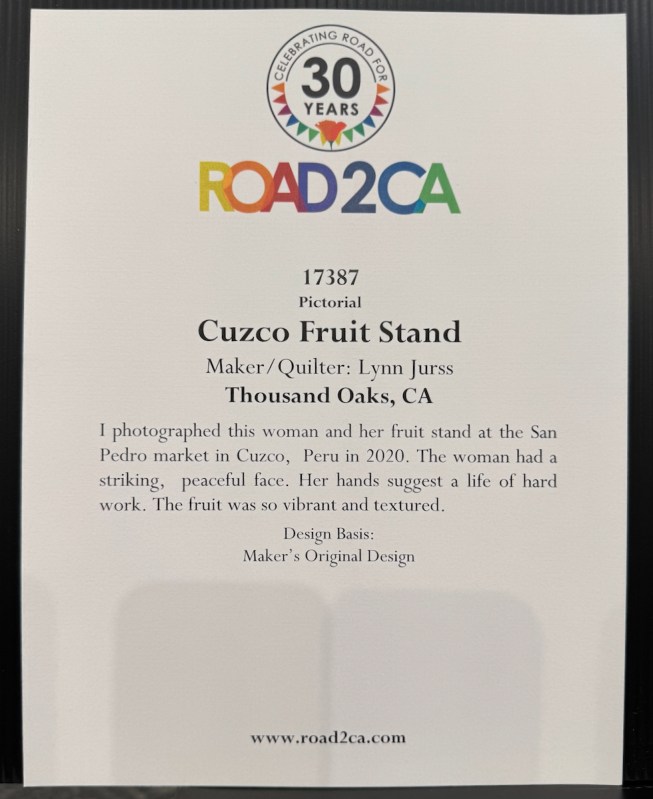 CELEBRATING ROAD FOR
30
YEARS
ROAD2CA
17387
Pictorial
Cuzco Fruit Stand
Maker/Quilter: Lynn Jurss
Thousand Oaks, CA
I photographed this woman and her fruit stand at the San
Pedro market in Cuzco, Peru in 2020. The woman had a
striking, peaceful face. Her hands suggest a life of hard
work. The fruit was so vibrant and textured.
Design Basis:
Maker's Original Design
www.road2ca.com